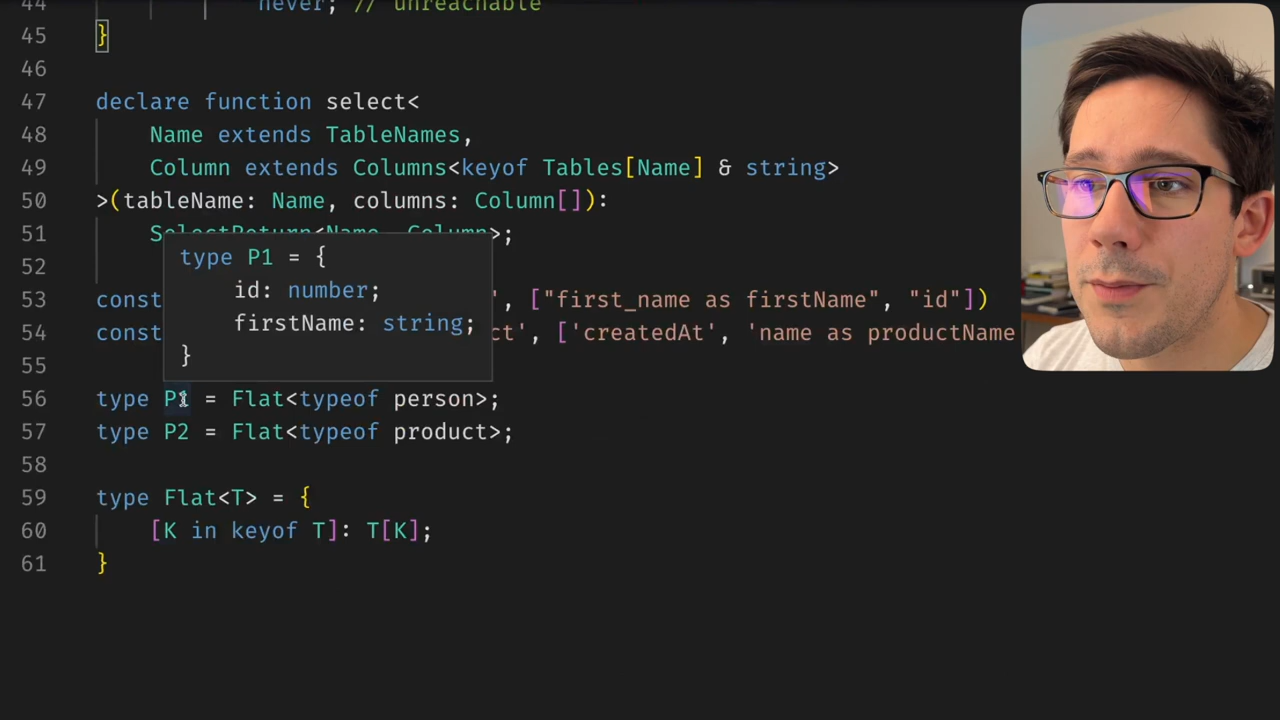 44 never; // unreachable
45 }
46
47 declare function select<
48 Name extends TableNames,
49 Column extends Columns<keyof Tables[Name] & string>
50 >(tableName: Name, columns: Column[]):
51 SelectReturn<Name, Column>;
52
type P1 = {
id: number;
firstName: string;
}
53 const ', ["first_name as firstName", "id"])
54 const ct', ['createdAt', 'name as productName
55
56 type P1 = Flat<typeof person>;
57 type P2 = Flat<typeof product>;
58
59 type Flat<T> = {
60 [K in keyof T]: T[K];
61 }